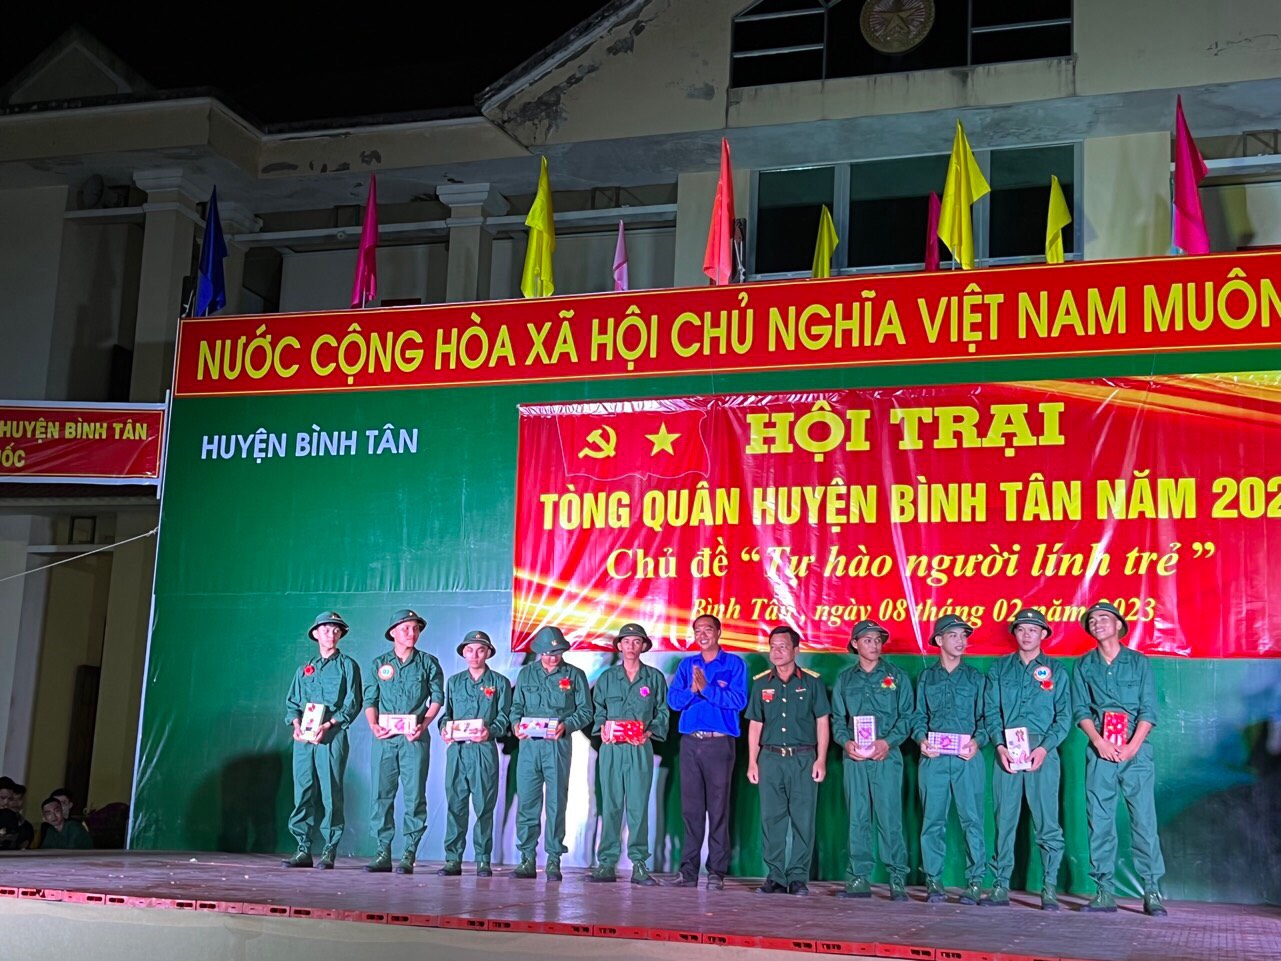 NƯỚC CỘNG HÒA XÃ HỘI CHỦ NGHĨA VIỆT NAM MUÔN
HUYỆN BÌNH TÂN
ỐC
HUYỆN BÌNH TÂN
HỘI TRẠI
TÒNG QUÂN HUYỆN BÌNH TÂN NĂM 202
Chủ đề “Tự hào người lính trẻ”
Bình Tân, ngày 08 tháng 02 năm 2023